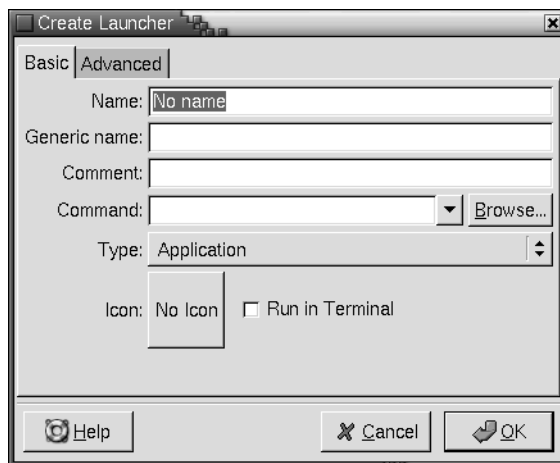 Create Launcher
Basic Advanced
Name: No name
Generic name:
Comment:
Command: Browse...
Type: Application
Icon: No Icon Run in Terminal
Help Cancel OK